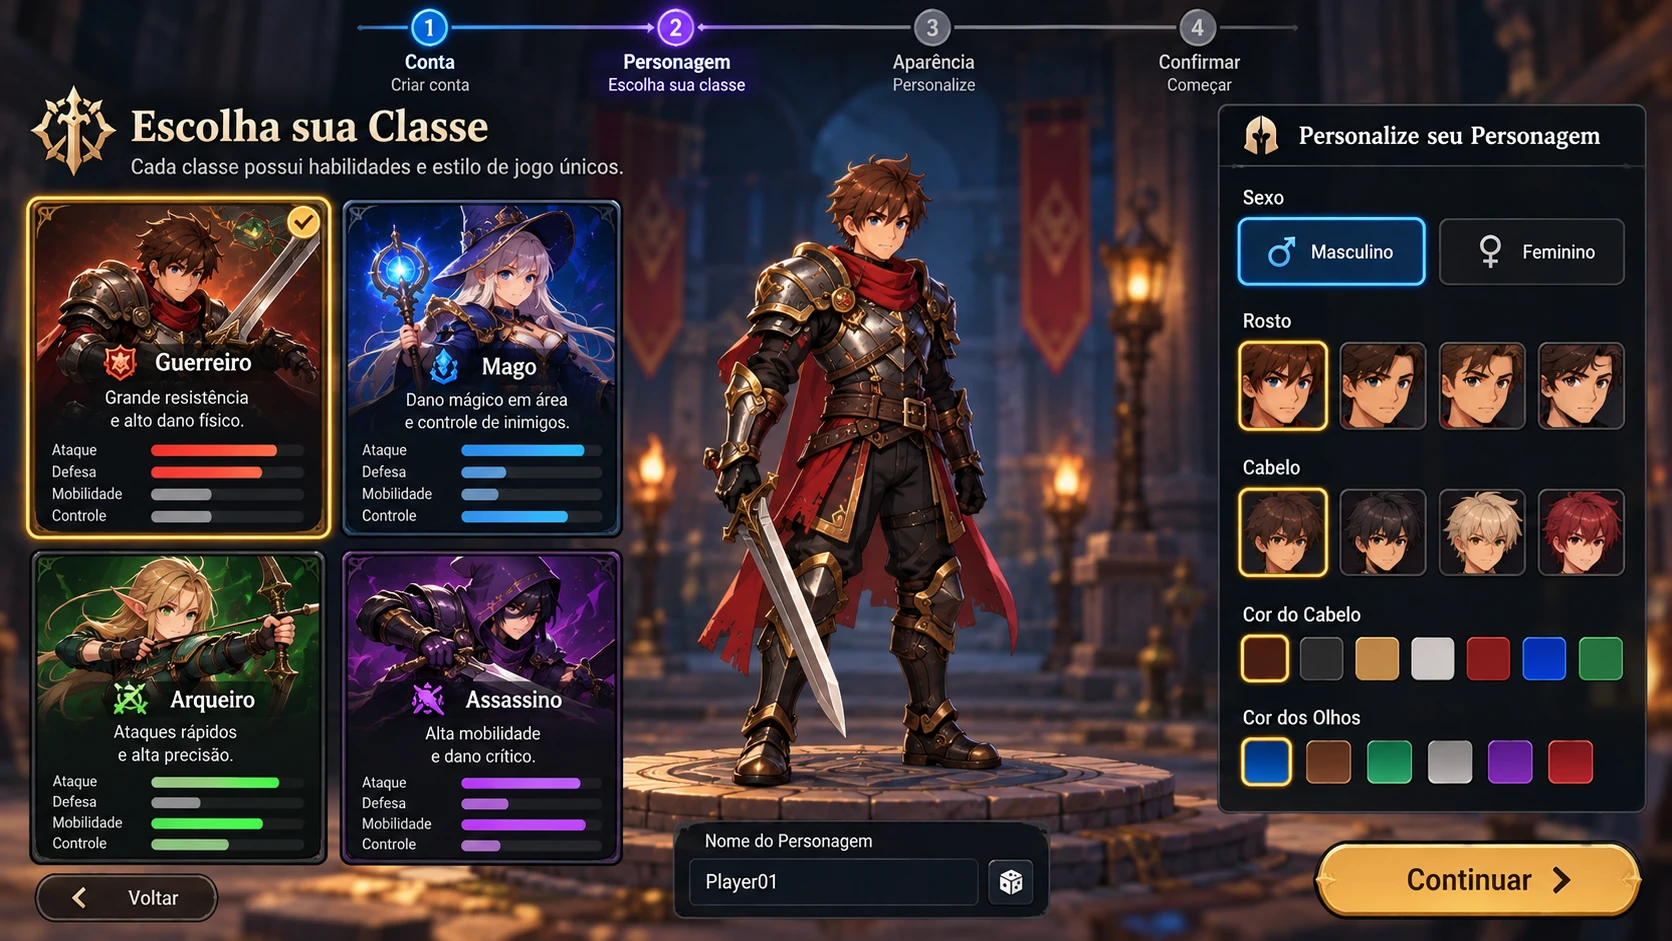 1
Conta
Criar conta
2
Personagem
Escolha sua classe
3
Aparência
Personalize
4
Confirmar
Começar
Escolha sua Classe
Cada classe possui habilidades e estilo de jogo únicos.
Guerreiro
Grande resistência
e alto dano físico.
Ataque
Defesa
Mobilidade
Controle
Mago
Dano mágico em área
e controle de inimigos.
Ataque
Defesa
Mobilidade
Controle
Arqueiro
Ataques rápidos
e alta precisão.
Ataque
Defesa
Mobilidade
Controle
Assassino
Alta mobilidade
e dano crítico.
Ataque
Defesa
Mobilidade
Controle
Voltar
Nome do Personagem
Player01
Personalize seu Personagem
Sexo
Masculino
Feminino
Rosto
Cabelo
Cor do Cabelo
Cor dos Olhos
Continuar